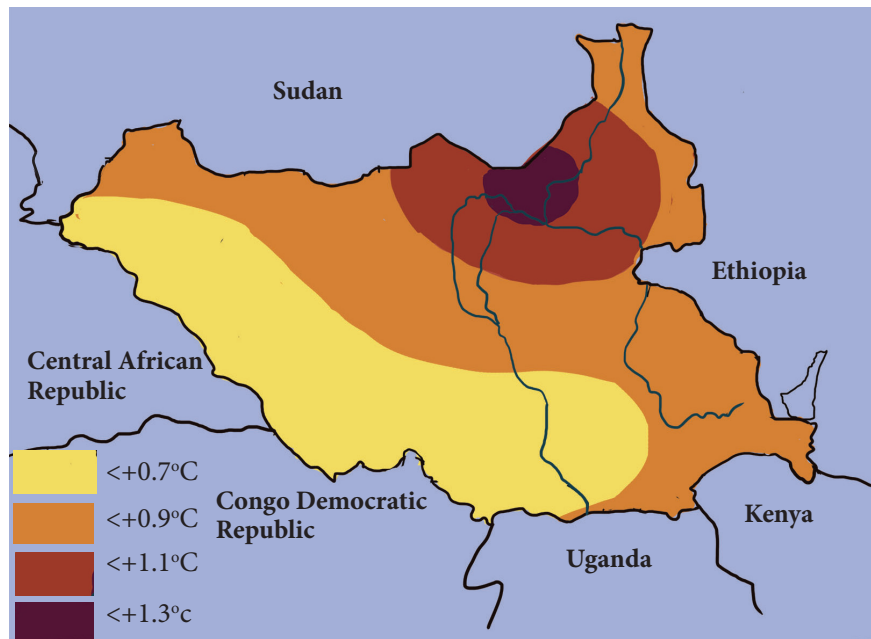 Sudan
Ethiopia
Central African
Republic
<+0.7°C
Congo Democratic
Republic
<+0.9°C
Kenya
Uganda
<+1.1°C
<+1.3°c